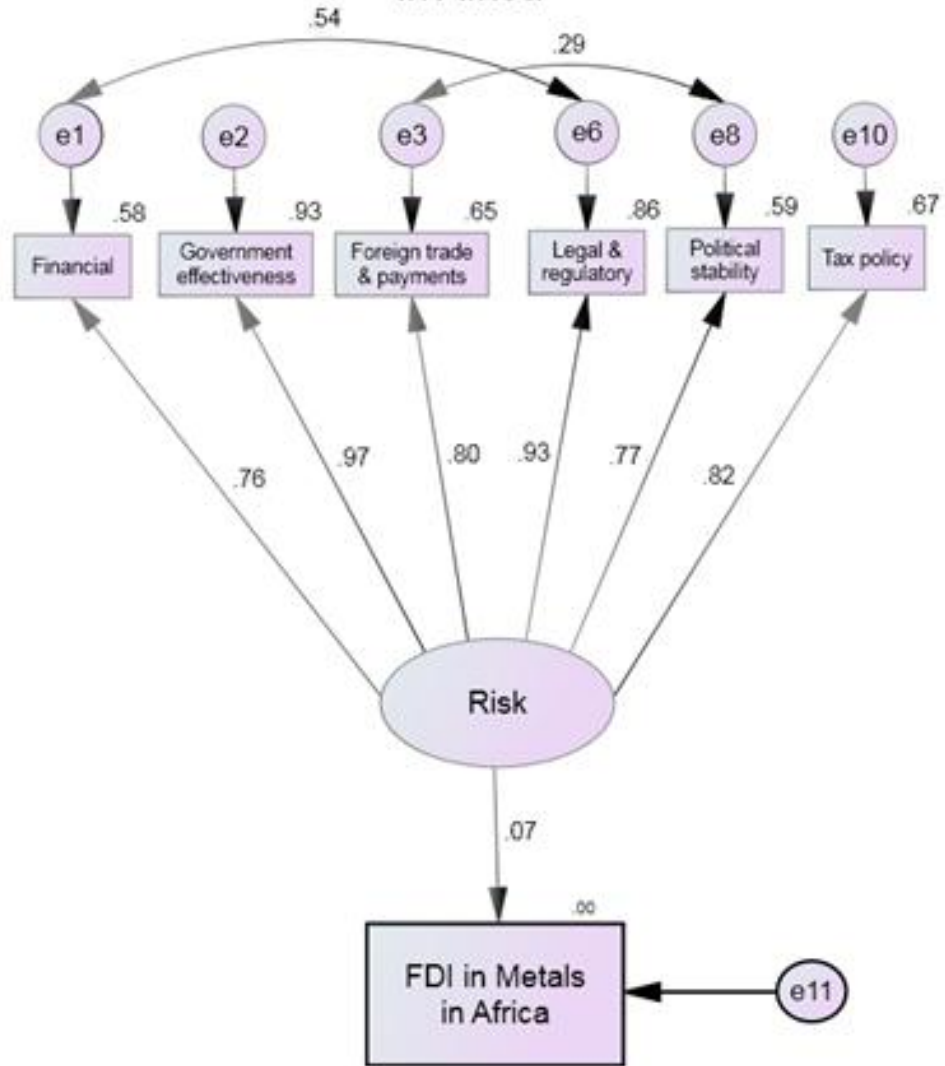 .54
.29
e1
e2
e3
e6
e8
e10
.58
.93
.65
.86
.59
.67
Financial
Government
effectiveness
Foreign trade
& payments
Legal &
regulatory
Political
stability
Tax policy
.76
.97
.80
.93
.77
.82
Risk
.07
.00
FDI in Metals
in Africa
e11